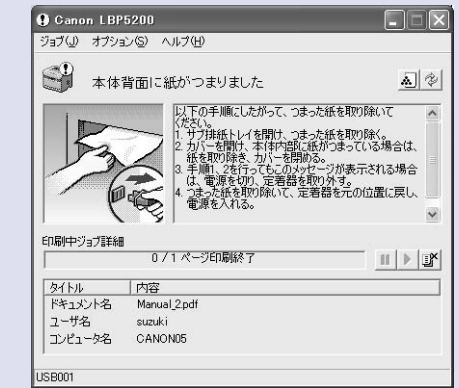 Canon LBP5200
ジョブ(J) オプション(S) ヘルプ(H)
本体背面に紙がつまりました
以下の手順にしたがって、つまった紙を取り除いて
ください。
1. サブ排紙トレイを開け、つまった紙を取り除く。
2. カバーを開け、本体内部に紙がつまっている場合は、
紙を取り除き、カバーを閉める。
3. 手順1、2を行ってもこのメッセージが表示される場合
は、電源を切り、定着器を取り外す。
4. つまった紙を取り除いて、定着器を元の位置に戻し、
電源を入れる。
印刷中ジョブ詳細
0 / 1 ページ印刷終了
タイトル 内容
ドキュメント名 Manual_2.pdf
ユーザ名 suzuki
コンピュータ名 CANON05
USB001